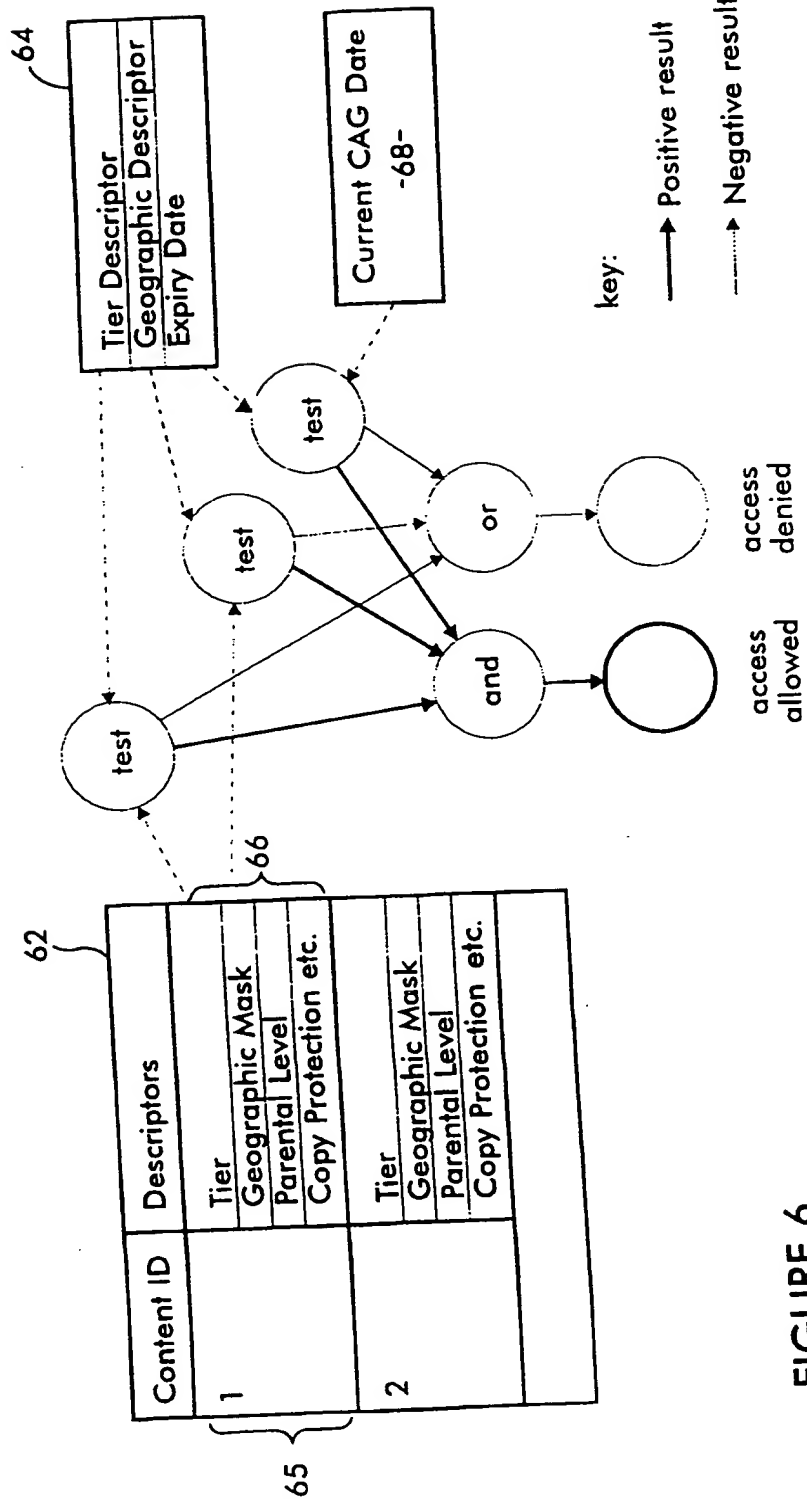 62
Content ID
Descriptors
1
Tier
Geographic Mask
Parental Level
Copy Protection etc.
2
Tier
Geographic Mask
Parental Level
Copy Protection etc.
65
66
64
Tier Descriptor
Geographic Descriptor
Expiry Date
Current CAG Date
-68-
test
test
test
and
or
access
allowed
access
denied
key:
Positive result
Negative result
FIGURE 6